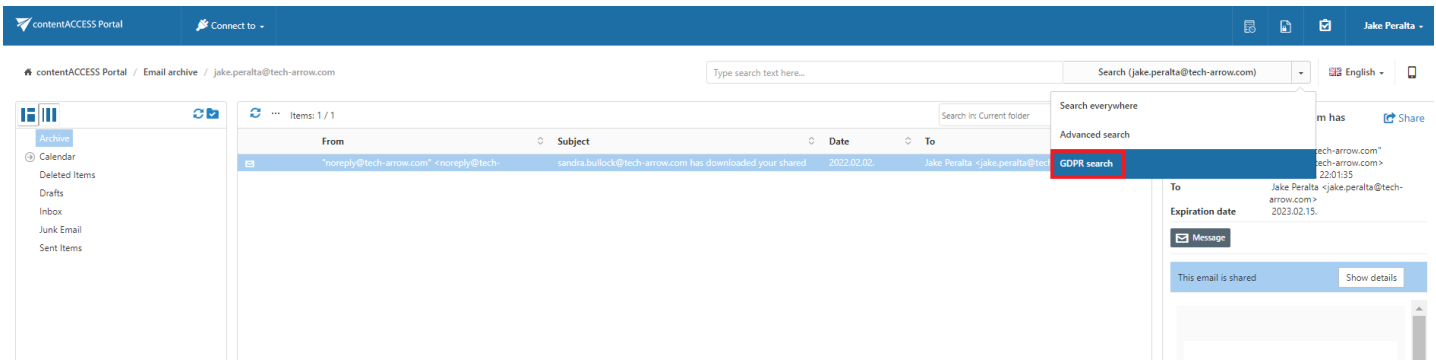 contentACCESS Portal
Connect to
Jake Peralta
contentACCESS Portal / Email archive / jake.peralta@tech-arrow.com
Type search text here...
Search (jake.peralta@tech-arrow.com)
English
Search everywhere
Advanced search
GDPR search
Archive
Calendar
Deleted Items
Drafts
Inbox
Junk Email
Sent Items
... Items: 1 / 1
Search in: Current folder
From Subject Date To
"noreply@tech-arrow.com" <noreply@tech- sandra.bullock@tech-arrow.com has downloaded your shared 2022.02.02. Jake Peralta <jake.peralta@tech
m has
Share
tech-arrow.com"
tech-arrow.com>
22:01:35
To Jake Peralta <jake.peralta@tech-
arrow.com>
Expiration date 2023.02.15.
Message
This email is shared
Show details